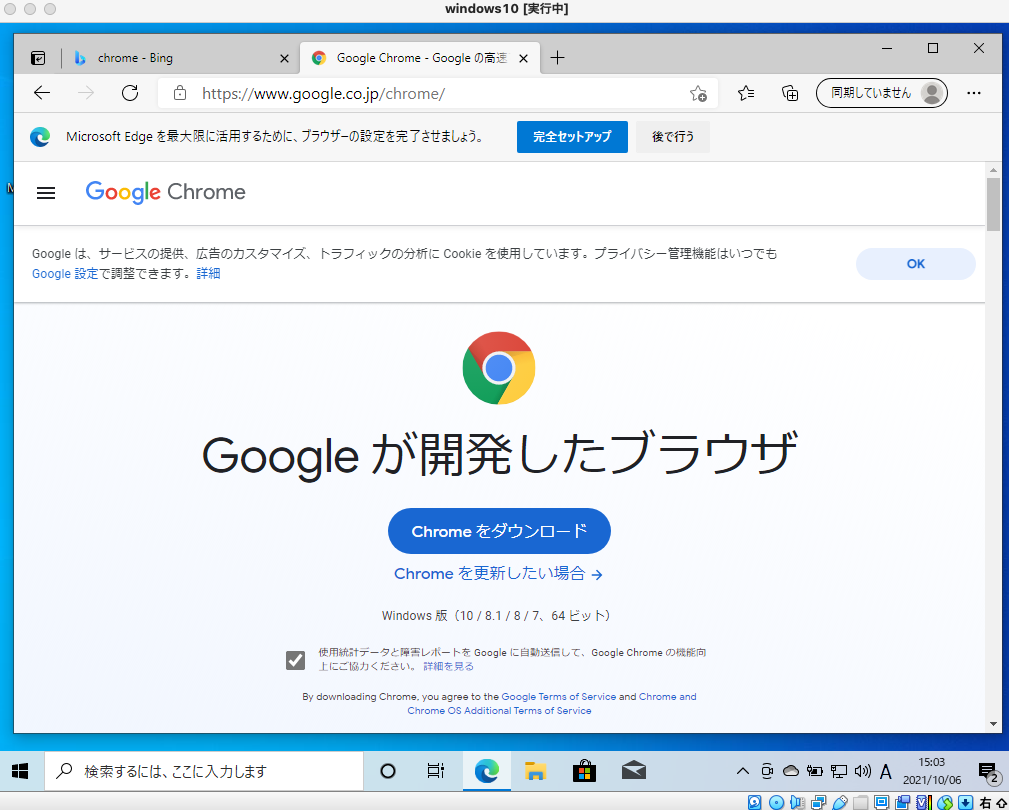 windows10 [実行中]
chrome - Bing
Google Chrome - Google の高速
https://www.google.co.jp/chrome/
同期していません
Microsoft Edge を最大限に活用するために、ブラウザーの設定を完了させましょう。
完全セットアップ
後で行う
Google Chrome
Google は、サービスの提供、広告のカスタマイズ、トラフィックの分析に Cookie を使用しています。プライバシー管理機能はいつでも
Google 設定で調整できます。詳細
OK
Google が開発したブラウザ
Chrome をダウンロード
Chrome を更新したい場合 →
Windows 版（10 / 8.1 / 8 / 7、64 ビット）
使用統計データと障害レポートを Google に自動送信して、Google Chrome の機能向
上にご協力ください。 詳細を見る
By downloading Chrome, you agree to the Google Terms of Service and Chrome and
Chrome OS Additional Terms of Service
検索するには、ここに入力します
A
15:03
2021/10/06
2
右